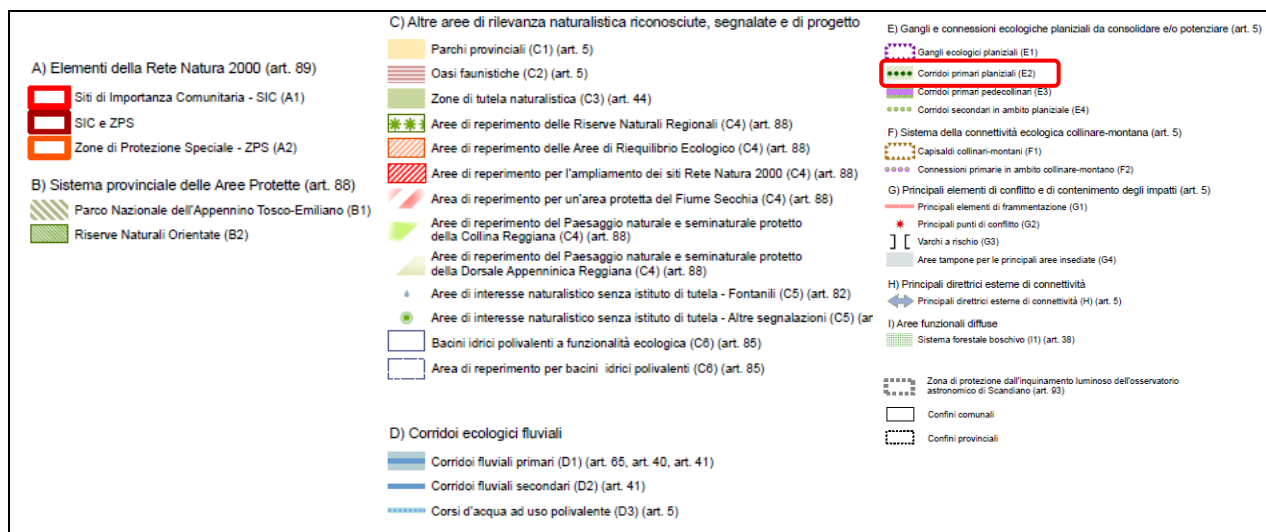 A) Elementi della Rete Natura 2000 (art. 89)
Siti di Importanza Comunitaria - SIC (A1)
SIC e ZPS
Zone di Protezione Speciale - ZPS (A2)
B) Sistema provinciale delle Aree Protette (art. 88)
Parco Nazionale dell'Appennino Tosco-Emiliano (B1)
Riserve Naturali Orientate (B2)
C) Altre aree di rilevanza naturalistica riconosciute, segnalate e di progetto
Parchi provinciali (C1) (art. 5)
Oasi faunistiche (C2) (art. 5)
Zone di tutela naturalistica (C3) (art. 44)
Aree di reperimento delle Riserve Naturali Regionali (C4) (art. 88)
Aree di reperimento delle Aree di Riequilibrio Ecologico (C4) (art. 88)
Aree di reperimento per l'ampliamento dei siti Rete Natura 2000 (C4) (art. 88)
Area di reperimento per un'area protetta del Fiume Secchia (C4) (art. 88)
Aree di reperimento del Paesaggio naturale e seminaturale protetto
della Collina Reggiana (C4) (art. 88)
Aree di reperimento del Paesaggio naturale e seminaturale protetto
della Dorsale Appenninica Reggiana (C4) (art. 88)
Aree di interesse naturalistico senza istituto di tutela - Fontanili (C5) (art. 82)
Aree di interesse naturalistico senza istituto di tutela - Altre segnalazioni (C5) (ar
Bacini idrici polivalenti a funzionalità ecologica (C6) (art. 85)
Area di reperimento per bacini idrici polivalenti (C6) (art. 85)
D) Corridoi ecologici fluviali
Corridoi fluviali primari (D1) (art. 65, art. 40, art. 41)
Corridoi fluviali secondari (D2) (art. 41)
Corsi d'acqua ad uso polivalente (D3) (art. 5)
E) Gangli e connessioni ecologiche planiziali da consolidare e/o potenziare (art. 5)
Gangli ecologici planiziali (E1)
Corridoi primari planiziali (E2)
Corridoi primari pedecollinari (E3)
Corridoi secondari in ambito planiziale (E4)
F) Sistema della connettività ecologica collinare-montana (art. 5)
Capisaldi collinari-montani (F1)
Connessioni primarie in ambito collinare-montano (F2)
G) Principali elementi di conflitto e di contenimento degli impatti (art. 5)
Principali elementi di frammentazione (G1)
Principali punti di conflitto (G2)
Varchi a rischio (G3)
Aree tampone per le principali aree insediate (G4)
H) Principali direttrici esterne di connettività
Principali direttrici esterne di connettività (H) (art. 5)
I) Aree funzionali diffuse
Sistema forestale boschivo (I1) (art. 38)
Zona di protezione dall'inquinamento luminoso dell'osservatorio
astronomico di Scandiano (art. 93)
Confini comunali
Confini provinciali